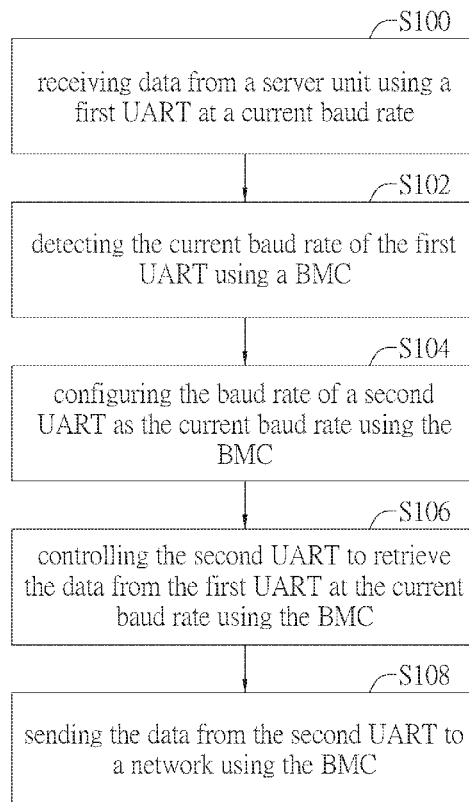 S100
receiving data from a server unit using a
first UART at a current baud rate
S102
detecting the current baud rate of the first
UART using a BMC
S104
configuring the baud rate of a second
UART as the current baud rate using the
BMC
S106
controlling the second UART to retrieve
the data from the first UART at the current
baud rate using the BMC
S108
sending the data from the second UART to
a network using the BMC